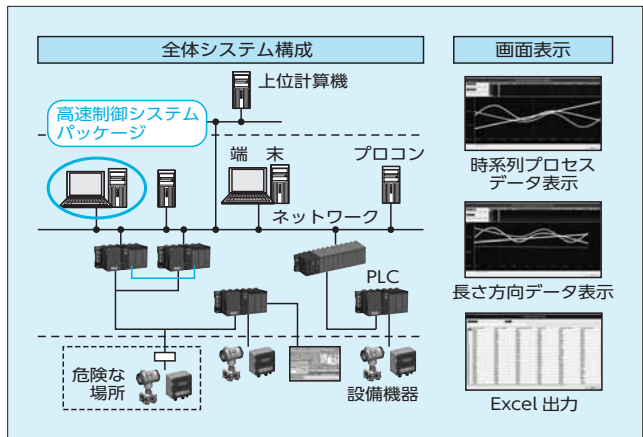 全体システム構成
上位計算機
高速制御システム
パッケージ
端 末
プロコン
ネットワーク
PLC
危険な
場所
設備機器
画面表示
時系列プロセス
データ表示
長さ方向データ表示
Excel 出力